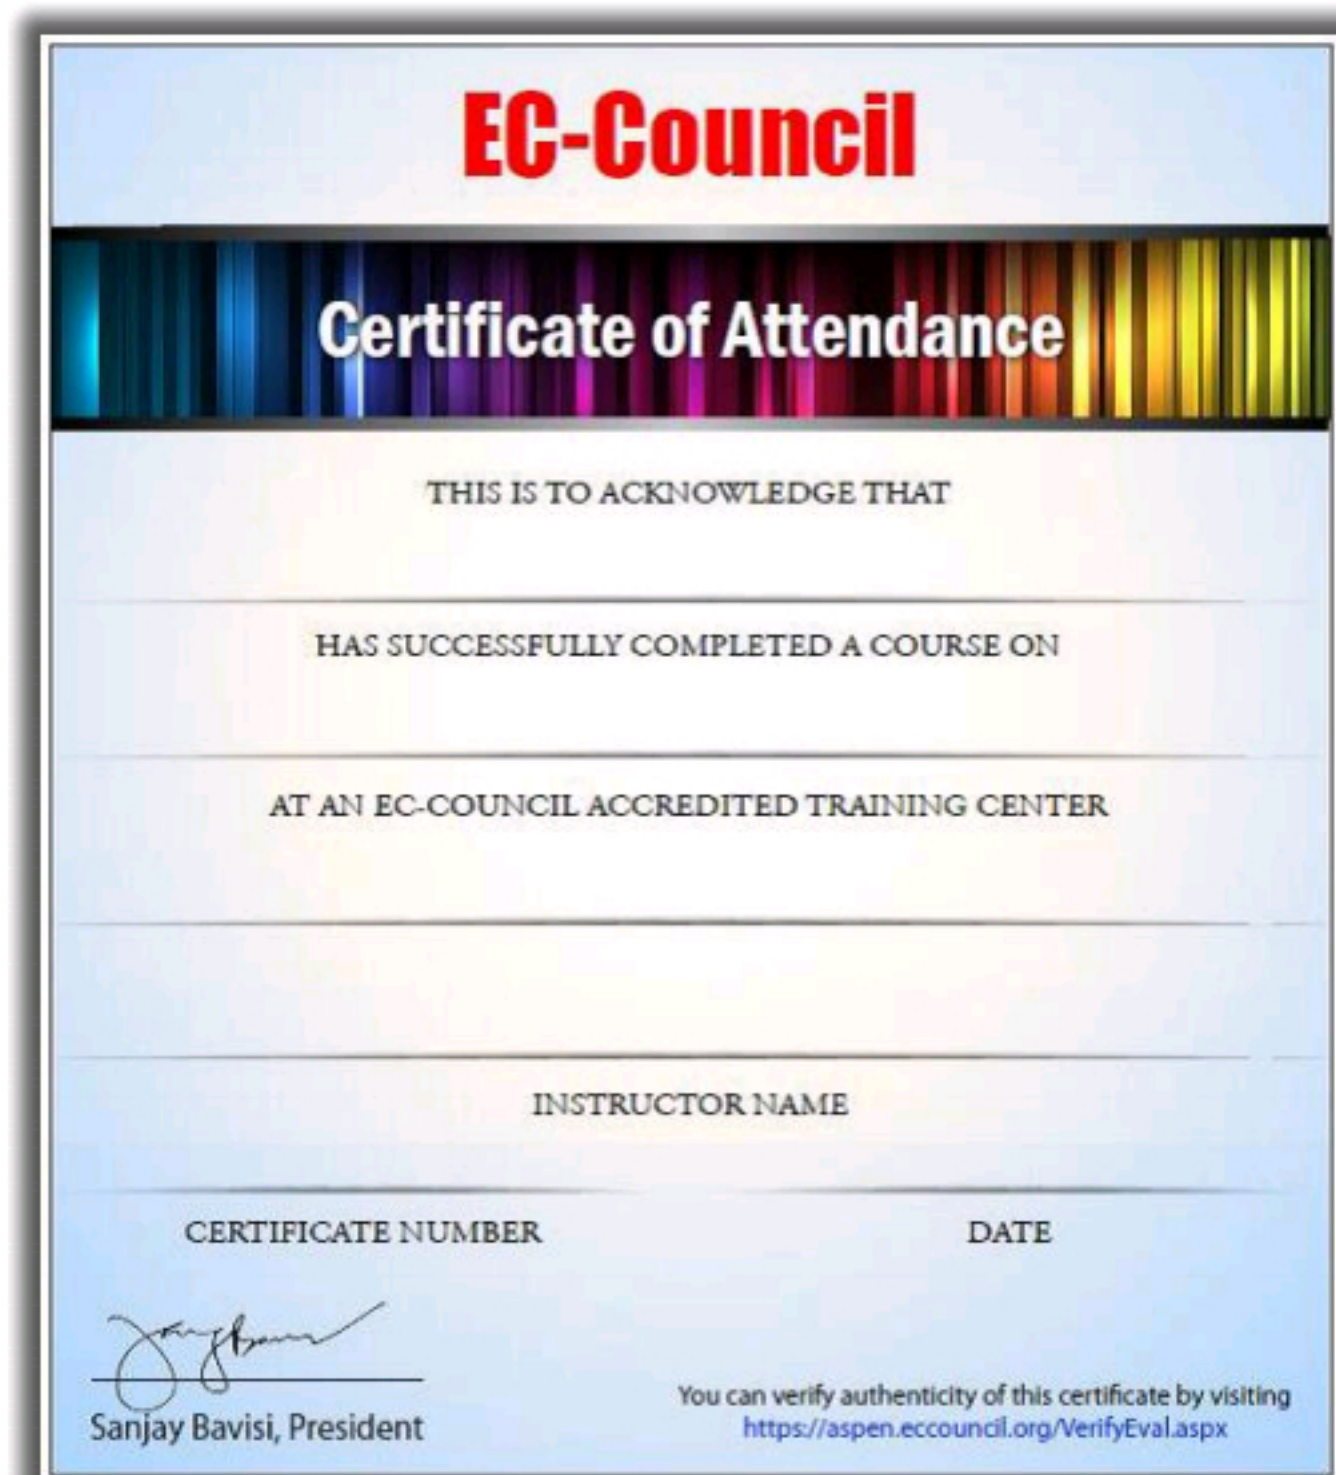 EC-Council
Certificate of Attendance
THIS IS TO ACKNOWLEDGE THAT
HAS SUCCESSFULLY COMPLETED A COURSE ON
AT AN EC-COUNCIL ACCREDITED TRAINING CENTER
INSTRUCTOR NAME
CERTIFICATE NUMBER
DATE
Sanjay Bavisi, President
You can verify authenticity of this certificate by visiting
https://aspen.eccouncil.org/VerifyEval.aspx